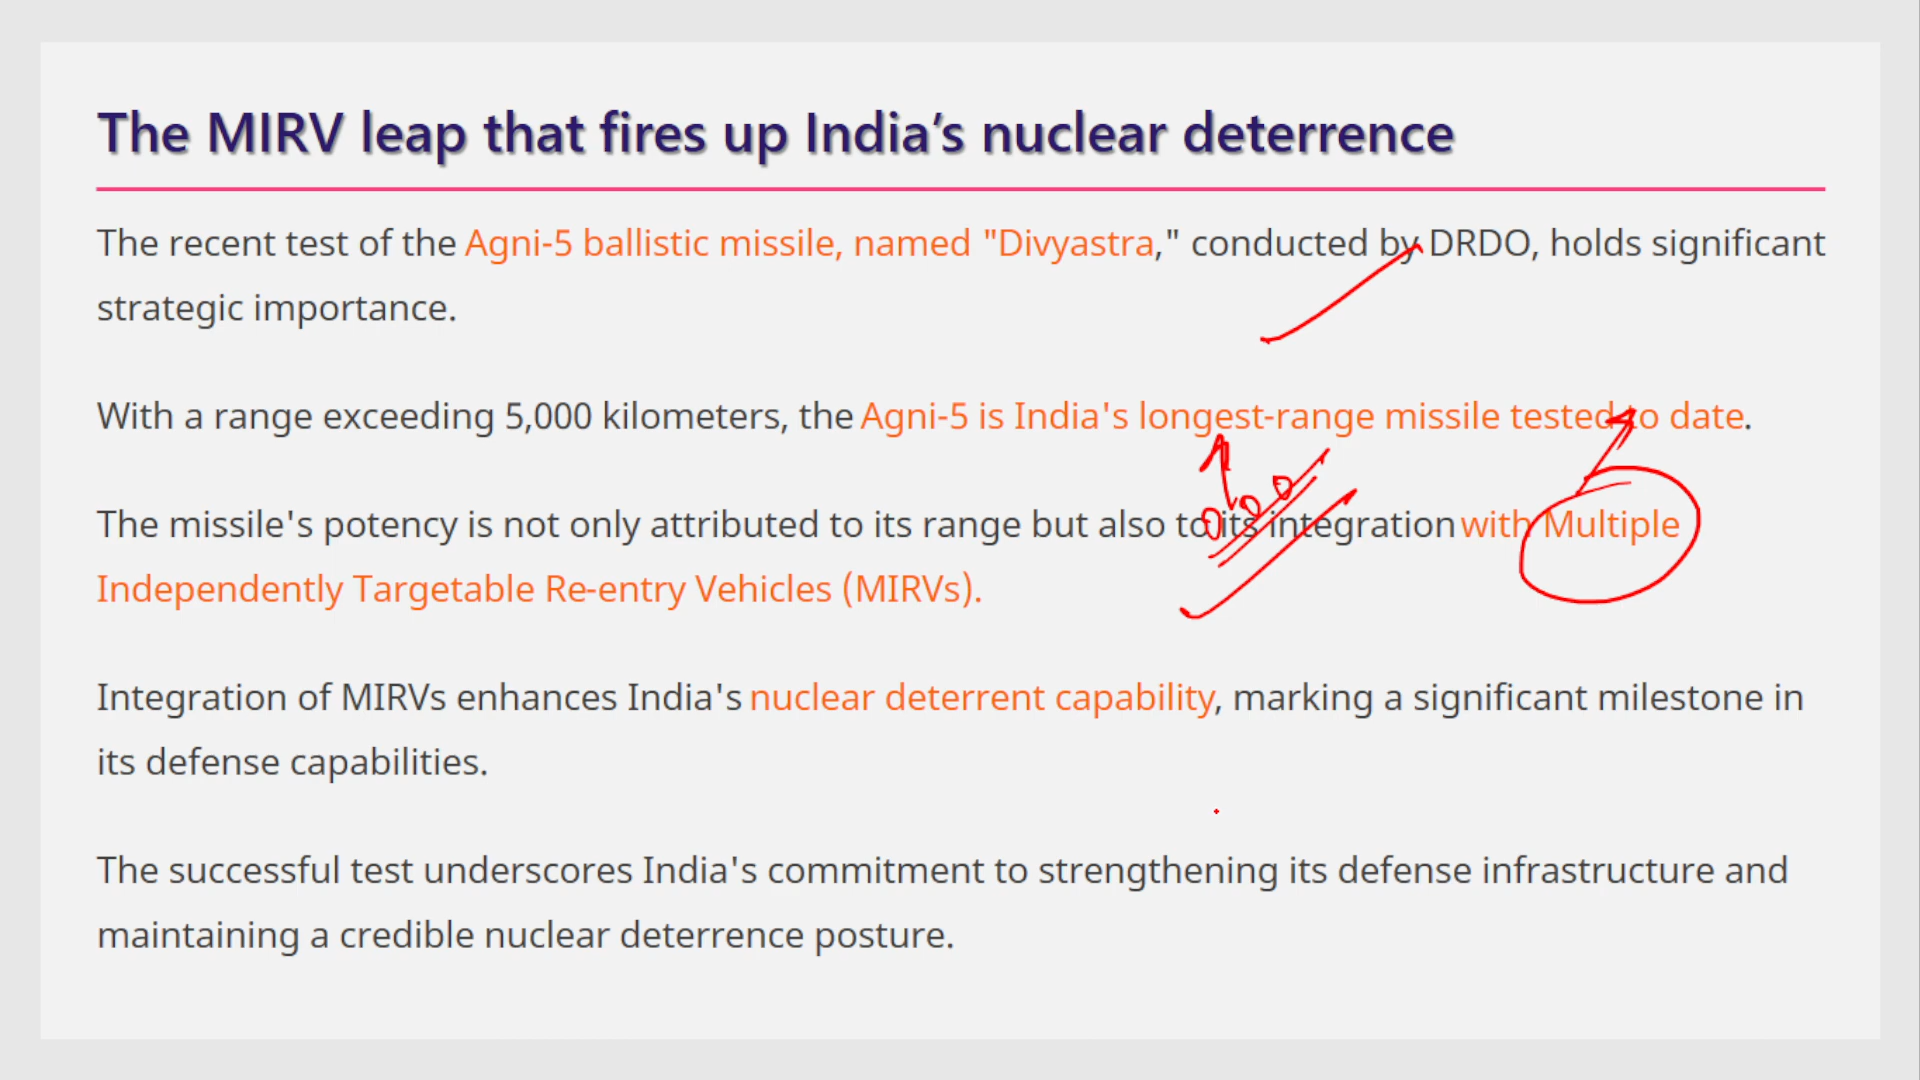 The MIRV leap that fires up India’s nuclear deterrence
The recent test of the Agni-5 ballistic missile, named "Divyastra," conducted by DRDO, holds significant
strategic importance.
With a range exceeding 5,000 kilometers, the Agni-5 is India's longest-range missile tested to date.
The missile's potency is not only attributed to its range but also to its integration with Multiple
Independently Targetable Re-entry Vehicles (MIRVs).
Integration of MIRVs enhances India's nuclear deterrent capability, marking a significant milestone in
its defense capabilities.
The successful test underscores India's commitment to strengthening its defense infrastructure and
maintaining a credible nuclear deterrence posture.